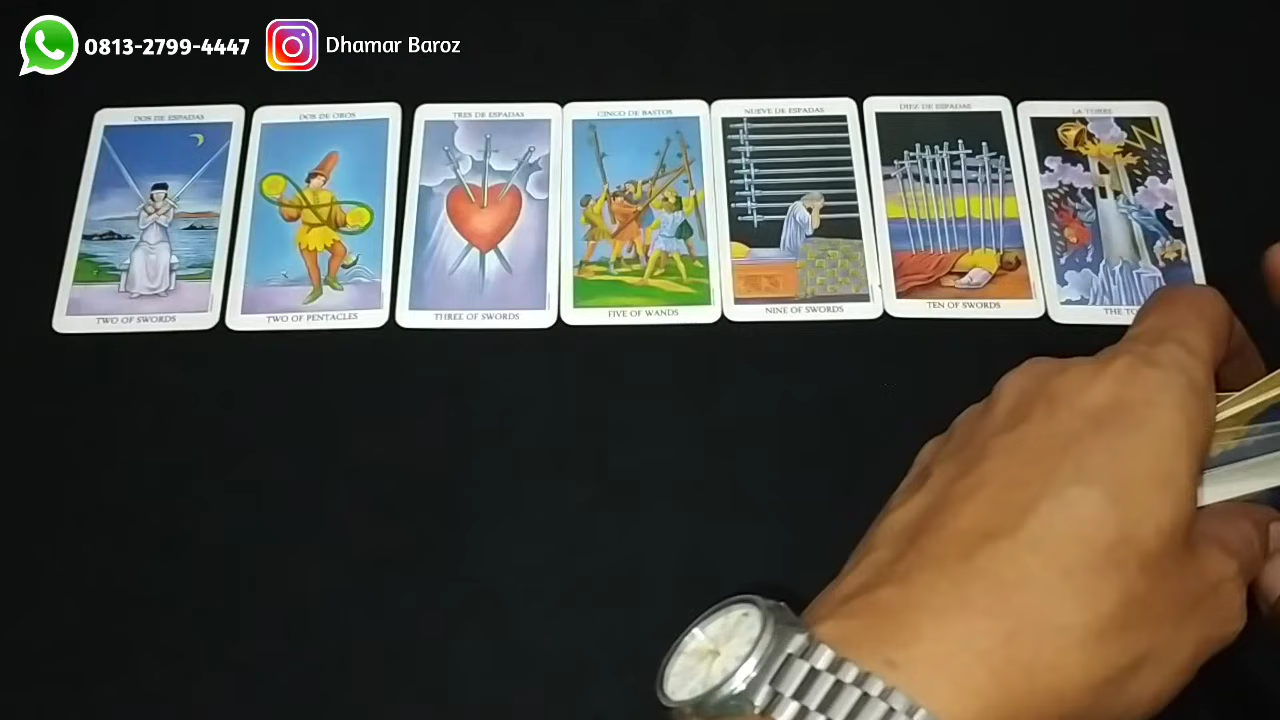 0813-2799-4447
Dhamar Baroz
DOS DE ESPADAS
DOS DE OROS
TRES DE ESPADAS
CINCO DE BASTOS
NUEVE DE ESPADAS
DIEZ DE ESPADAS
LA TORRE
TWO OF SWORDS
TWO OF PENTACLES
THREE OF SWORDS
FIVE OF WANDS
NINE OF SWORDS
TEN OF SWORDS
THE TO